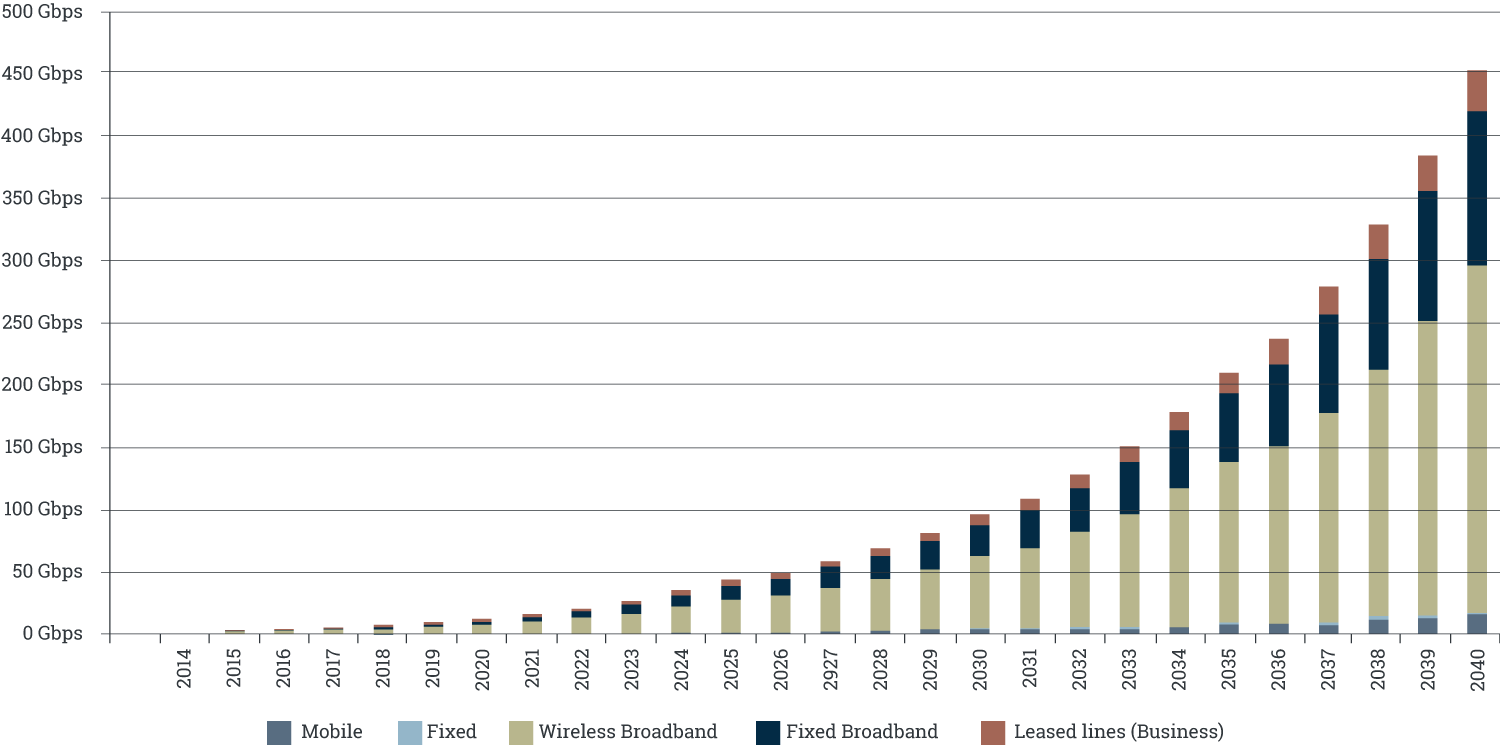 500 Gbps
450 Gbps
400 Gbps
350 Gbps
300 Gbps
250 Gbps
200 Gbps
150 Gbps
100 Gbps
50 Gbps
0 Gbps
2014
2015
2016
2017
2018
2019
2020
2021
2022
2023
2024
2025
2026
2927
2028
2029
2030
2031
2032
2033
2034
2035
2036
2037
2038
2039
2040
Mobile
Fixed
Wireless Broadband
Fixed Broadband
Leased lines (Business)